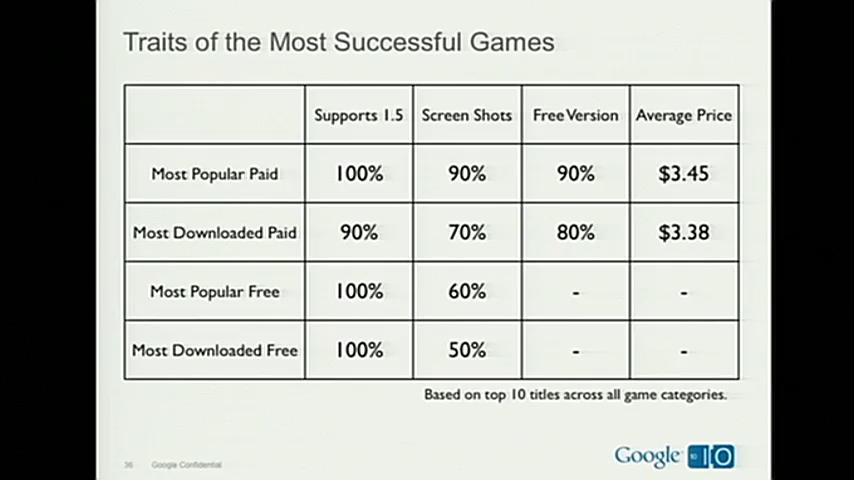 Traits of the Most Successful Games
Supports 1.5 Screen Shots Free Version Average Price
Most Popular Paid 100% 90% 90% $3.45
Most Downloaded Paid 90% 70% 80% $3.38
Most Popular Free 100% 60% - -
Most Downloaded Free 100% 50% - -
Based on top 10 titles across all game categories.
36 Google Confidential
Google 10 IO